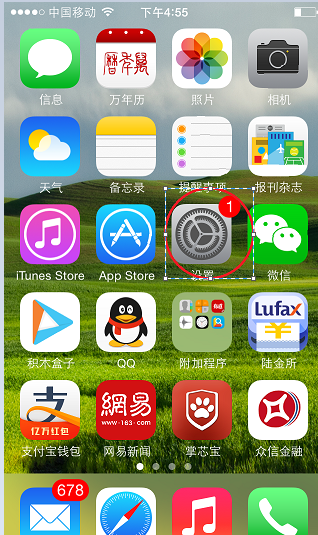 中国移动 下午4:55
曆年萬
信息 万年历 照片 相机
天气 备忘录 提醒事项 报刊杂志
1
iTunes Store App Store 设置 微信
Lufax
积木盒子 QQ 附加程序 陆金所
支 網易
亿万红包 www·163·com
支付宝钱包 网易新闻 掌芯宝 众信金融
678